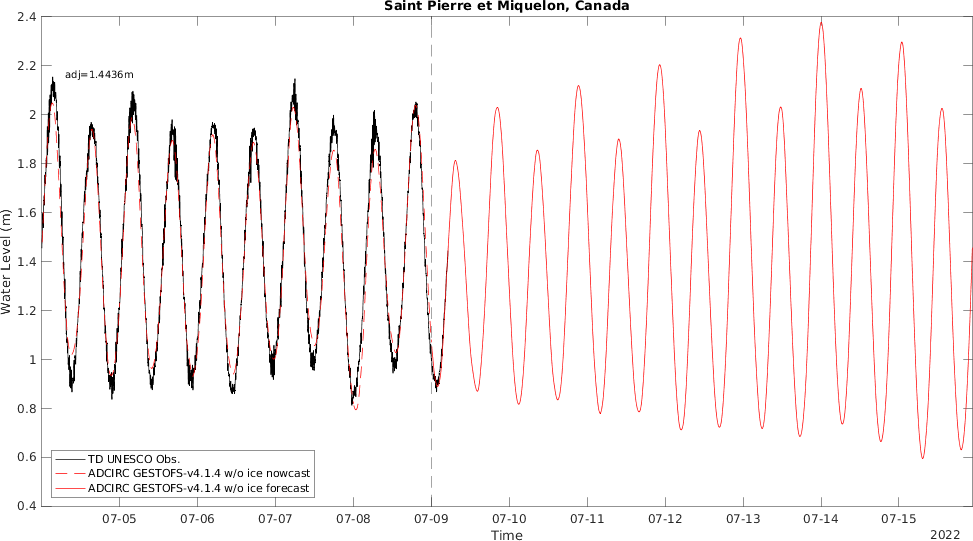 Saint Pierre et Miquelon, Canada
2.4
2.2
2
1.8
1.6
1.4
1.2
1
0.8
0.6
0.4
Water Level (m)
adj=1.4436m
TD UNESCO Obs.
ADCIRC GESTOFS-v4.1.4 w/o ice nowcast
ADCIRC GESTOFS-v4.1.4 w/o ice forecast
07-05 07-06 07-07 07-08 07-09 07-10 07-11 07-12 07-13 07-14 07-15
Time
2022